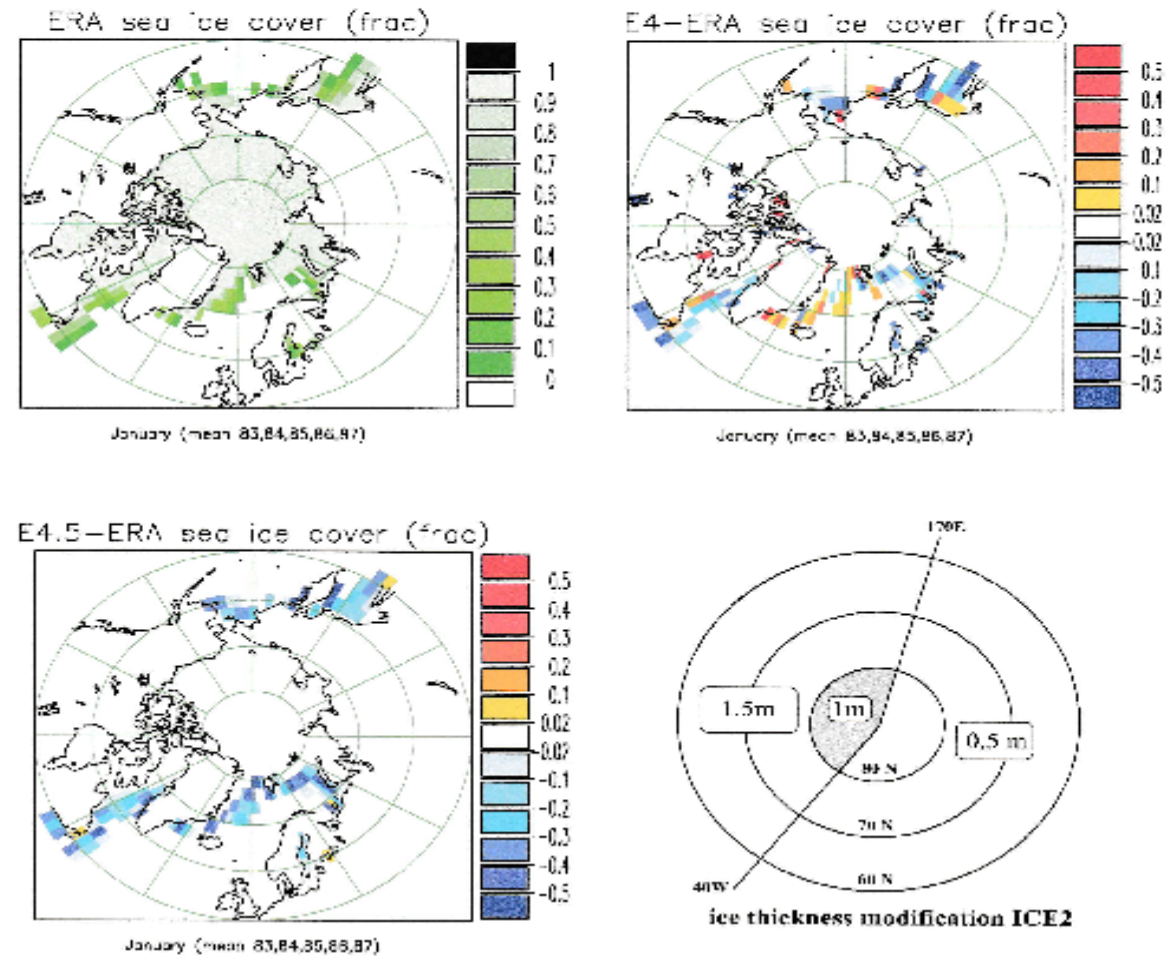 ERA sea ice cover (frac)
1
0.9
0.8
0.7
0.6
0.5
0.4
0.3
0.2
0.1
0
January (mean 83,84,85,86,87)
E4-ERA sea ice cover (frac)
0.5
0.4
0.3
0.2
0.1
0.02
-0.02
-0.1
-0.2
-0.3
-0.4
-0.5
January (mean 83,84,85,86,87)
E4.5-ERA sea ice cover (frac)
0.5
0.4
0.3
0.2
0.1
0.02
-0.02
-0.1
-0.2
-0.3
-0.4
-0.5
January (mean 83,84,85,86,87)
170E
1.5m
1m
0,5 m
80 N
70 N
60 N
40W
ice thickness modification ICE2